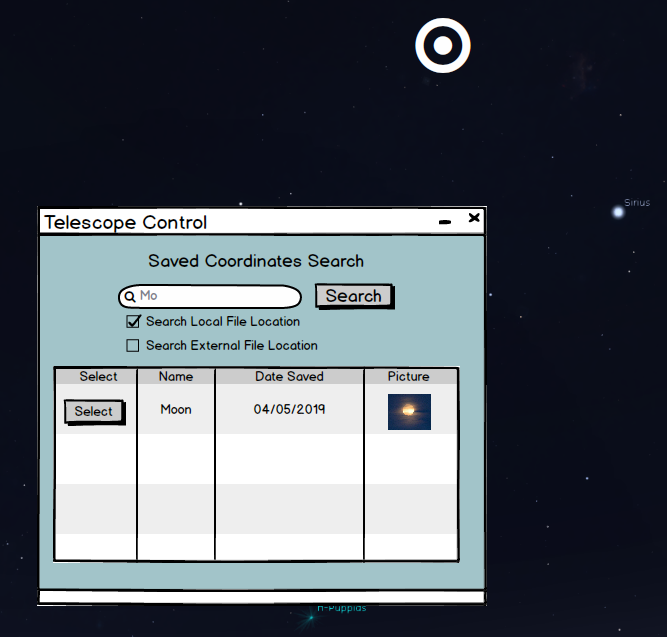 Sirius
Telescope Control
Saved Coordinates Search
Mo
Search
Search Local File Location
Search External File Location
Select Name Date Saved Picture
Select Moon 04/05/2019